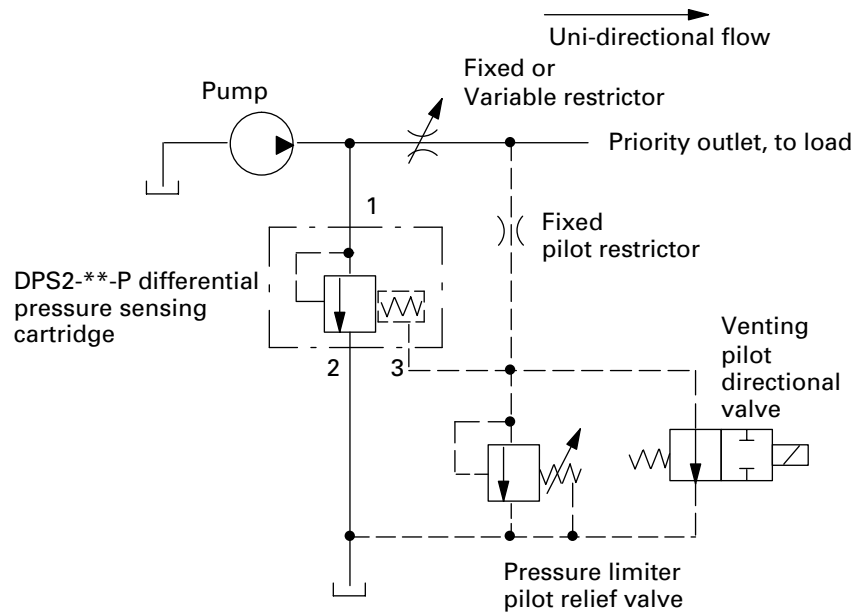 Uni-directional flow
Fixed or
Variable restrictor
Pump
Priority outlet, to load
1
Fixed
pilot restrictor
DPS2-**-P differential
pressure sensing
cartridge
2
3
Venting
pilot
directional
valve
Pressure limiter
pilot relief valve